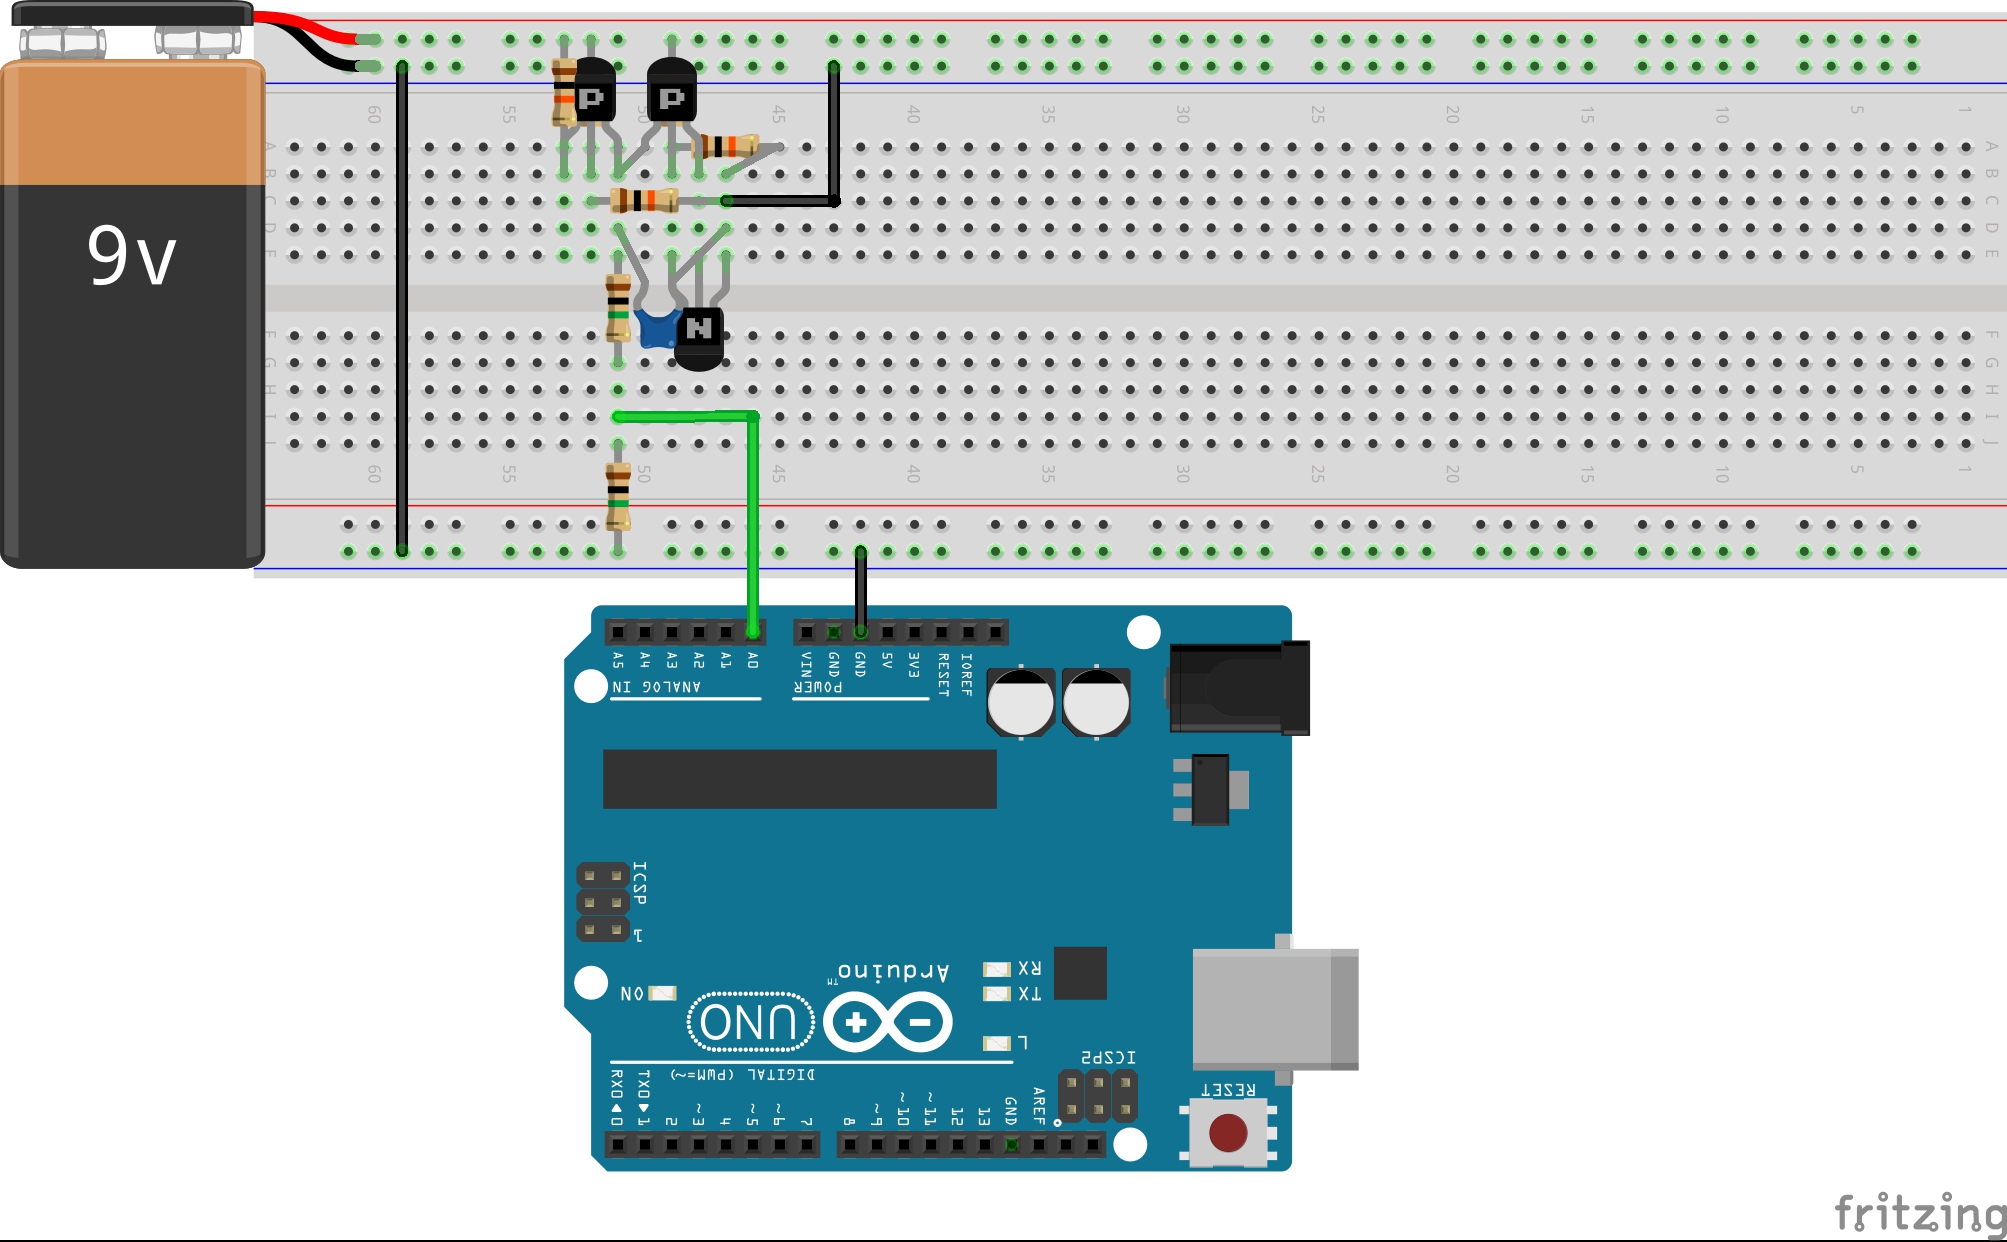 9v
60 55 50 45 40 35 30 25 20 15 10 5 1
A A
B B
C C
D D
E E
P P
N
F F
G G
H H
I I
J J
60 55 50 45 40 35 30 25 20 15 10 5 1
A5 A4 A3 A2 A1 A0 VIN GND GND 5V 3V3 RESET IOREF
ANALOG IN POWER
ICSP
1
Arduino™
ON UNO + -
RX
TX
L
ICSP2
DIGITAL (PWM=~)
RX0◀0 TX0▶1 2 ~3 4 ~5 ~6 7 8 ~9 ~10 ~11 12 13 GND AREF
RESET
fritzing